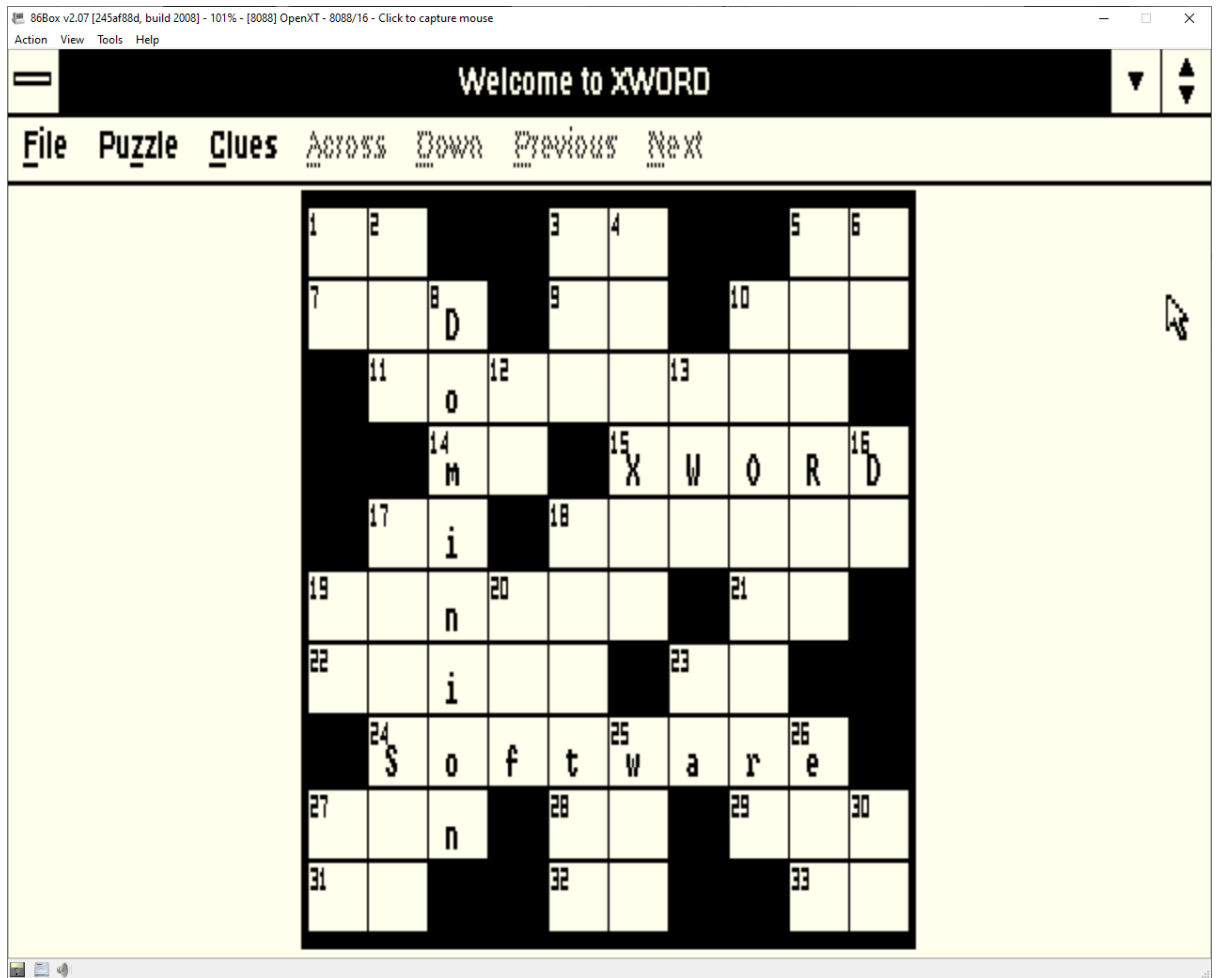 86Box v2.07 [245af88d, build 2008] - 101% - [8088] OpenXT - 8088/16 - Click to capture mouse
Action View Tools Help
Welcome to XWORD
File Puzzle Clues Across Down Previous Next
1 2 3 4 5 6
7 8 9 10
D
11 12 13
o
14 15 16
m X W O R D
17 18
i
19 20 21
n
22 23
i
24 25 26
S o f t w a r e
27 28 29 30
n
31 32 33